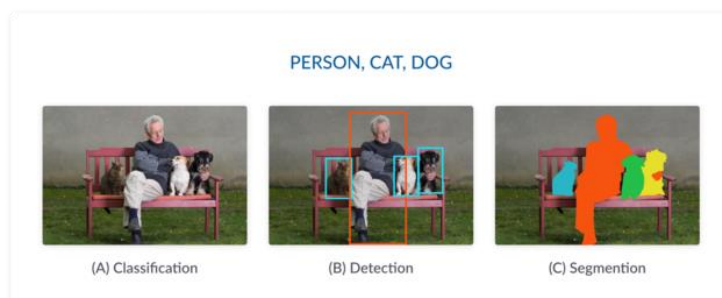 PERSON, CAT, DOG
(A) Classification
(B) Detection
(C) Segmention